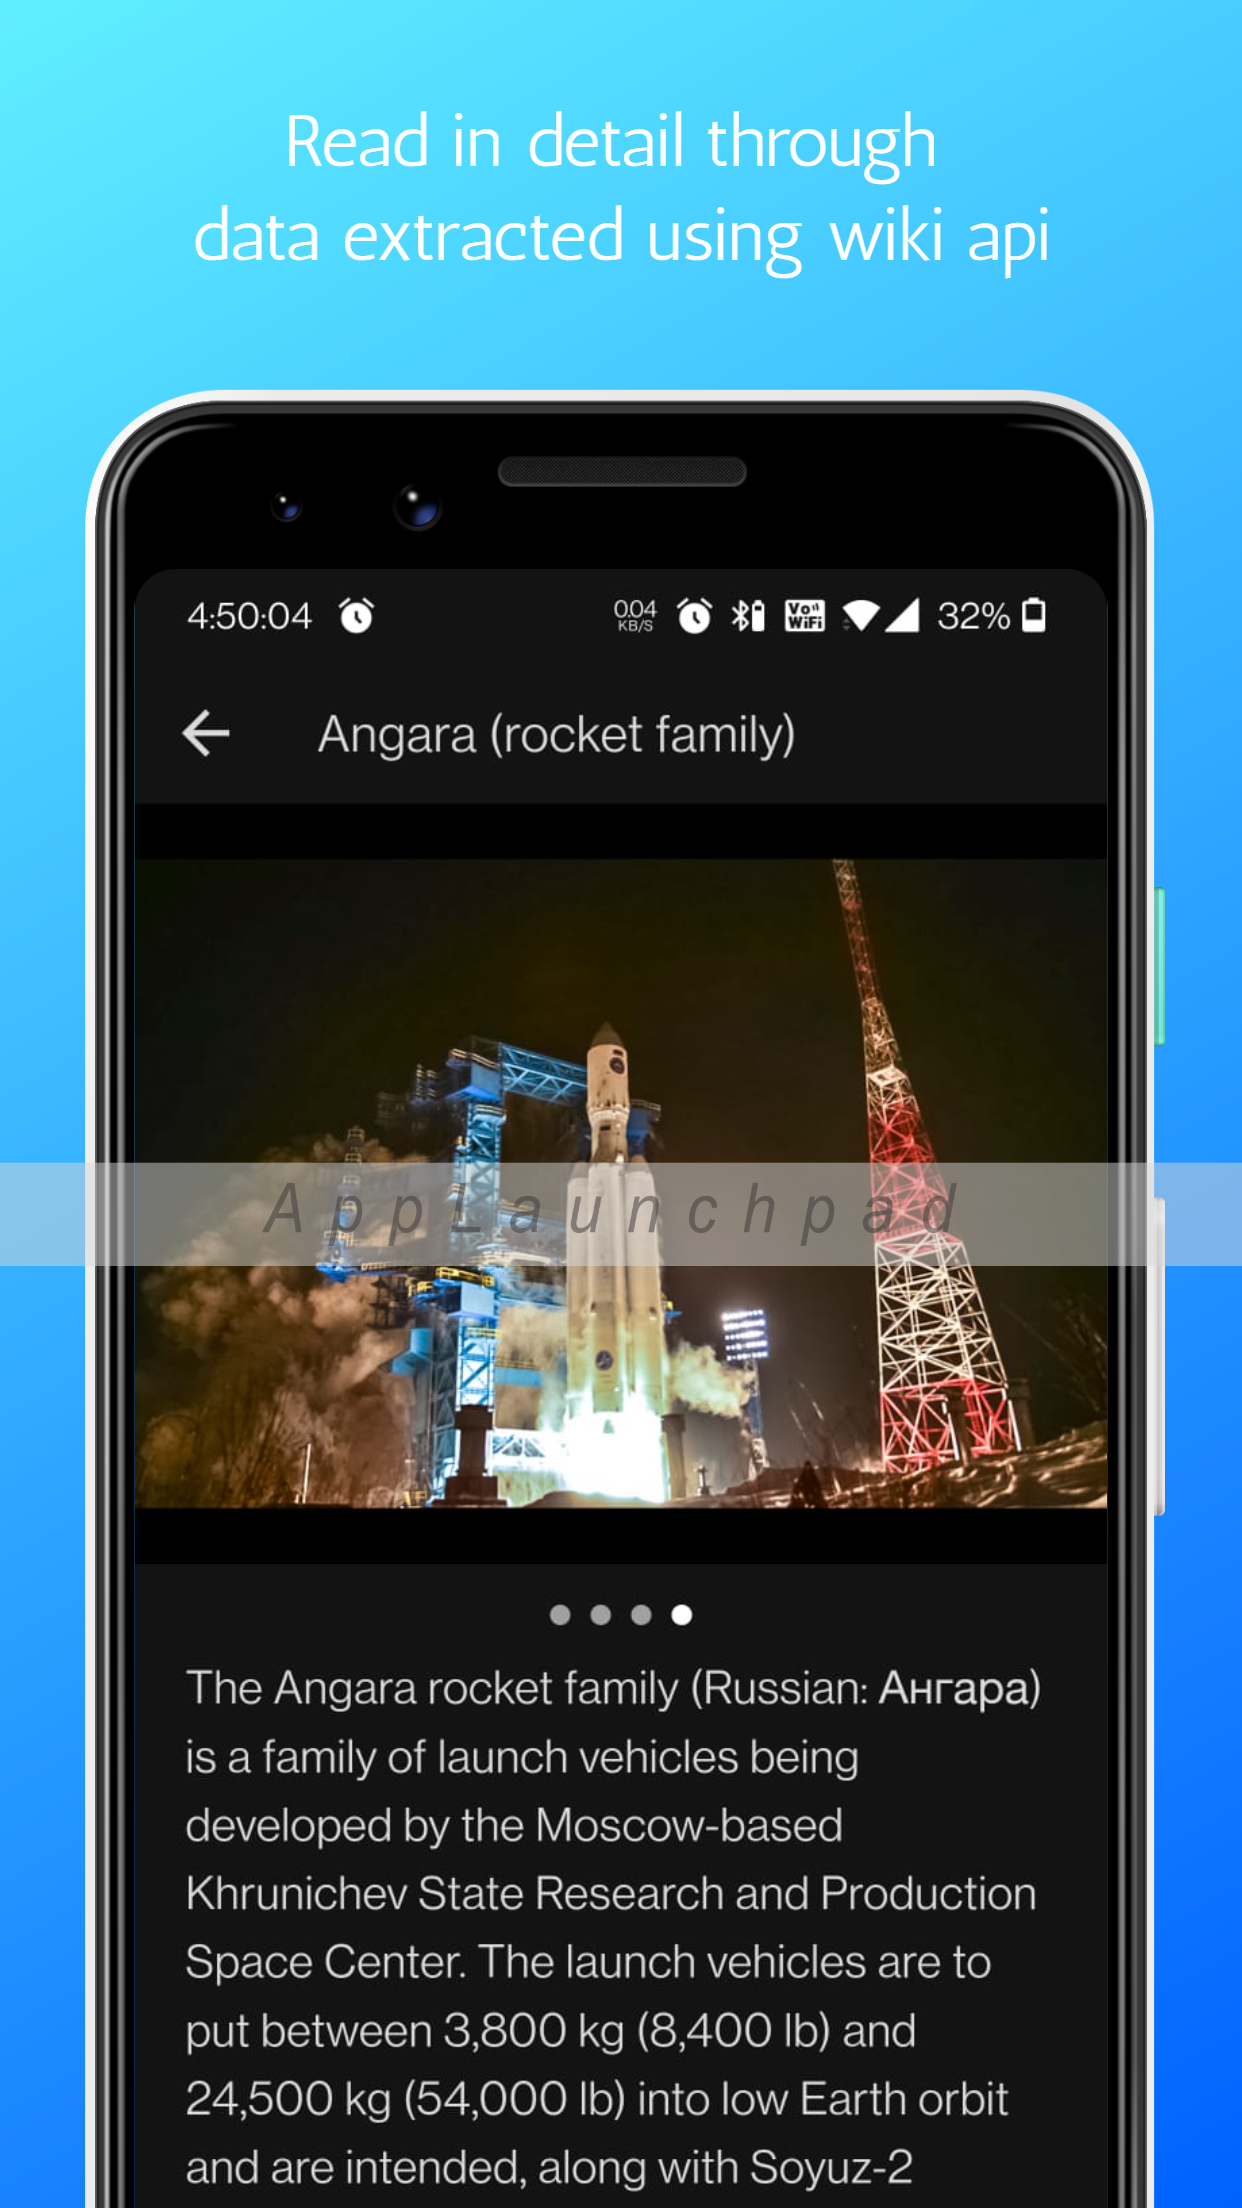 Read in detail through
data extracted using wiki api
4:50:04
0.04
KB/S
Vo
WiFi
32%
Angara (rocket family)
AppLaunchpad
The Angara rocket family (Russian: Ангара)
is a family of launch vehicles being
developed by the Moscow-based
Khrunichev State Research and Production
Space Center. The launch vehicles are to
put between 3,800 kg (8,400 lb) and
24,500 kg (54,000 lb) into low Earth orbit
and are intended, along with Soyuz-2